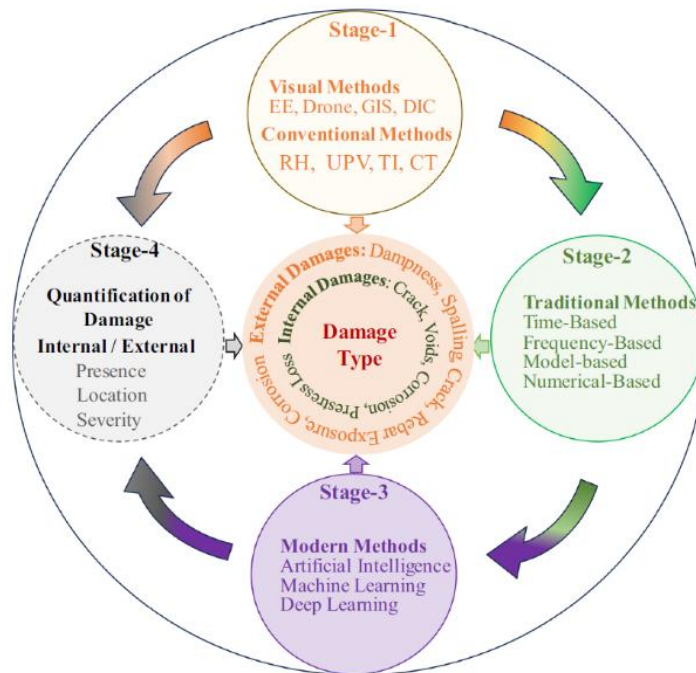 Stage-1
Visual Methods
EE, Drone, GIS, DIC
Conventional Methods
RH, UPV, TI, CT
Stage-2
Traditional Methods
Time-Based
Frequency-Based
Model-based
Numerical-Based
Stage-3
Modern Methods
Artificial Intelligence
Machine Learning
Deep Learning
Stage-4
Quantification of
Damage
Internal / External
Presence
Location
Severity
External Damages: Dampness, Spalling Crack, Rebar Exposure, Corrosion
Internal Damages: Crack, Voids, Corrosion, Prestress Loss
Damage
Type